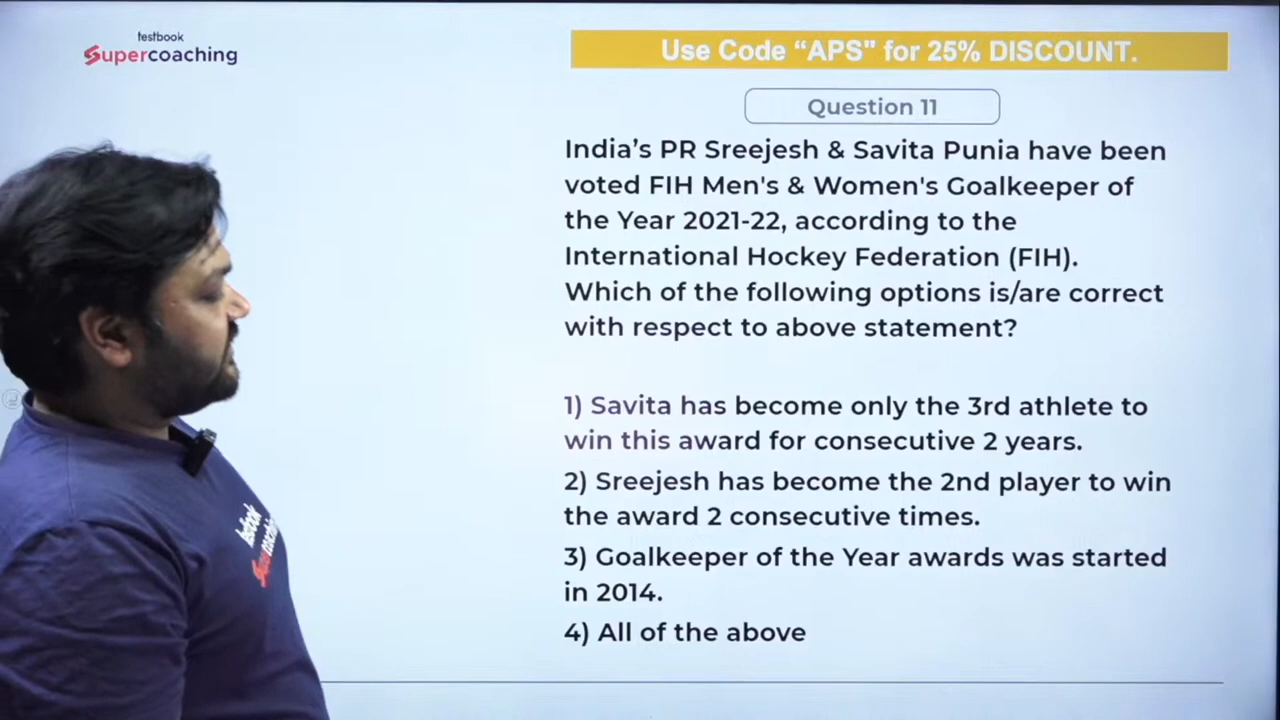 testbook
Supercoaching
Use Code “APS" for 25% DISCOUNT.
Question 11
India’s PR Sreejesh & Savita Punia have been
voted FIH Men's & Women's Goalkeeper of
the Year 2021-22, according to the
International Hockey Federation (FIH).
Which of the following options is/are correct
with respect to above statement?
1) Savita has become only the 3rd athlete to
win this award for consecutive 2 years.
2) Sreejesh has become the 2nd player to win
the award 2 consecutive times.
3) Goalkeeper of the Year awards was started
in 2014.
4) All of the above
testbook